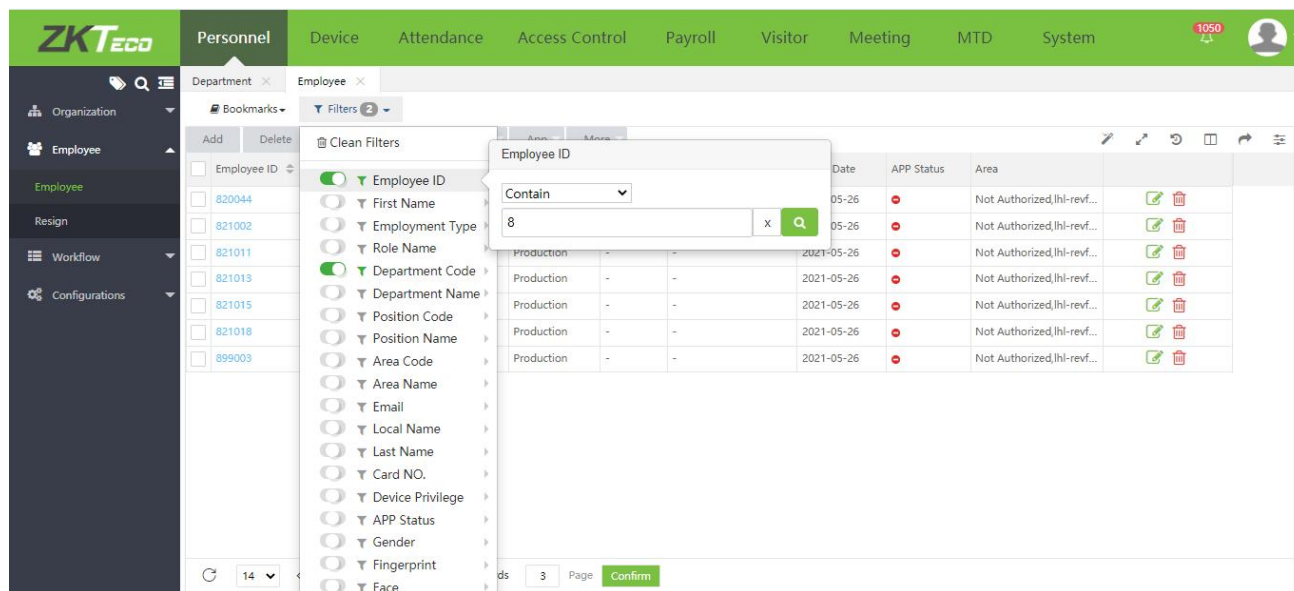 ZKTeco
Personnel Device Attendance Access Control Payroll Visitor Meeting MTD System 1050
Department × Employee ×
Organization
Bookmarks Filters 2
Employee
Add Delete Clean Filters App More
Employee ID
Employee ID Date APP Status Area
Employee
Employee ID
Contain
820044 First Name 05-26 Not Authorized,lhl-revf...
Resign
821002 Employment Type 8 x 05-26 Not Authorized,lhl-revf...
Workflow
821011 Role Name Production - - 2021-05-26 Not Authorized,lhl-revf...
821013 Department Code Production - - 2021-05-26 Not Authorized,lhl-revf...
Configurations
Department Name
821015 Production - - 2021-05-26 Not Authorized,lhl-revf...
Position Code
821018 Position Name Production - - 2021-05-26 Not Authorized,lhl-revf...
899003 Area Code Production - - 2021-05-26 Not Authorized,lhl-revf...
Area Name
Email
Local Name
Last Name
Card NO.
Device Privilege
APP Status
Gender
Fingerprint
14 ds 3 Page Confirm
Face